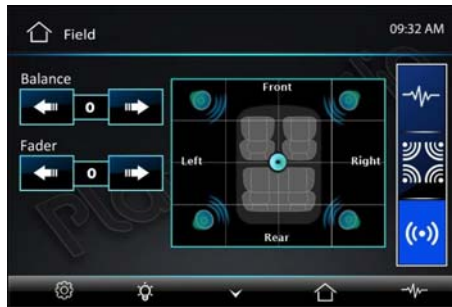 Field
09:32 AM
Balance
0
Fader
0
Front
Left
Right
Rear